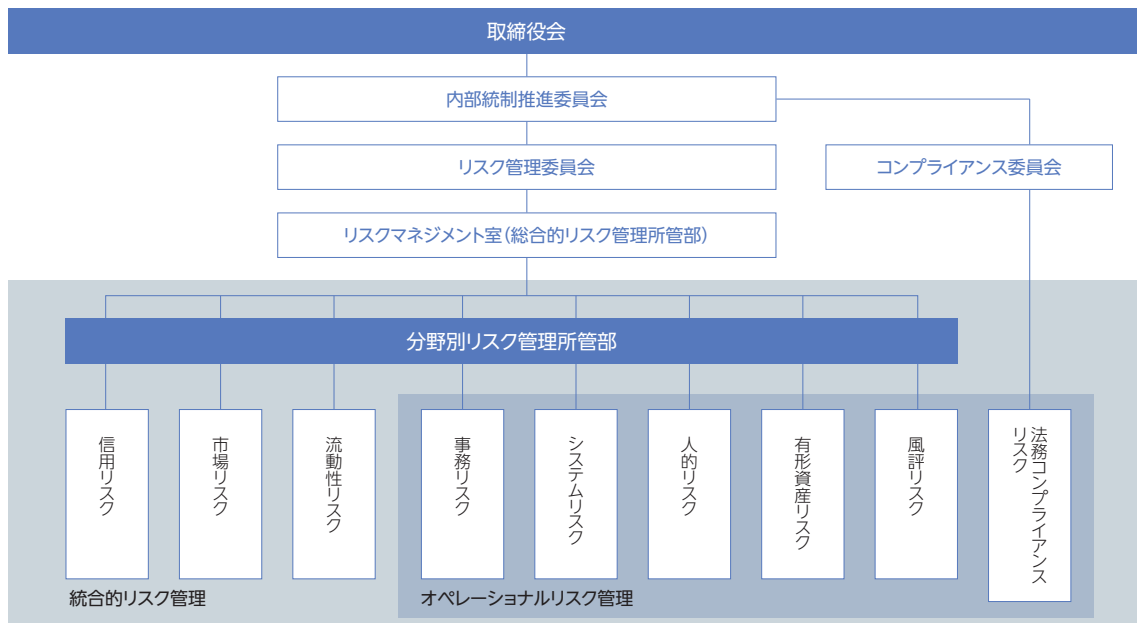 取締役会
内部統制推進委員会
リスク管理委員会
コンプライアンス委員会
リスクマネジメント室(総合的リスク管理所管部)
分野別リスク管理所管部
信用リスク
市場リスク
流動性リスク
事務リスク
システムリスク
人的リスク
有形資産リスク
風評リスク
法務コンプライアンス
リスク
統合的リスク管理
オペレーショナルリスク管理